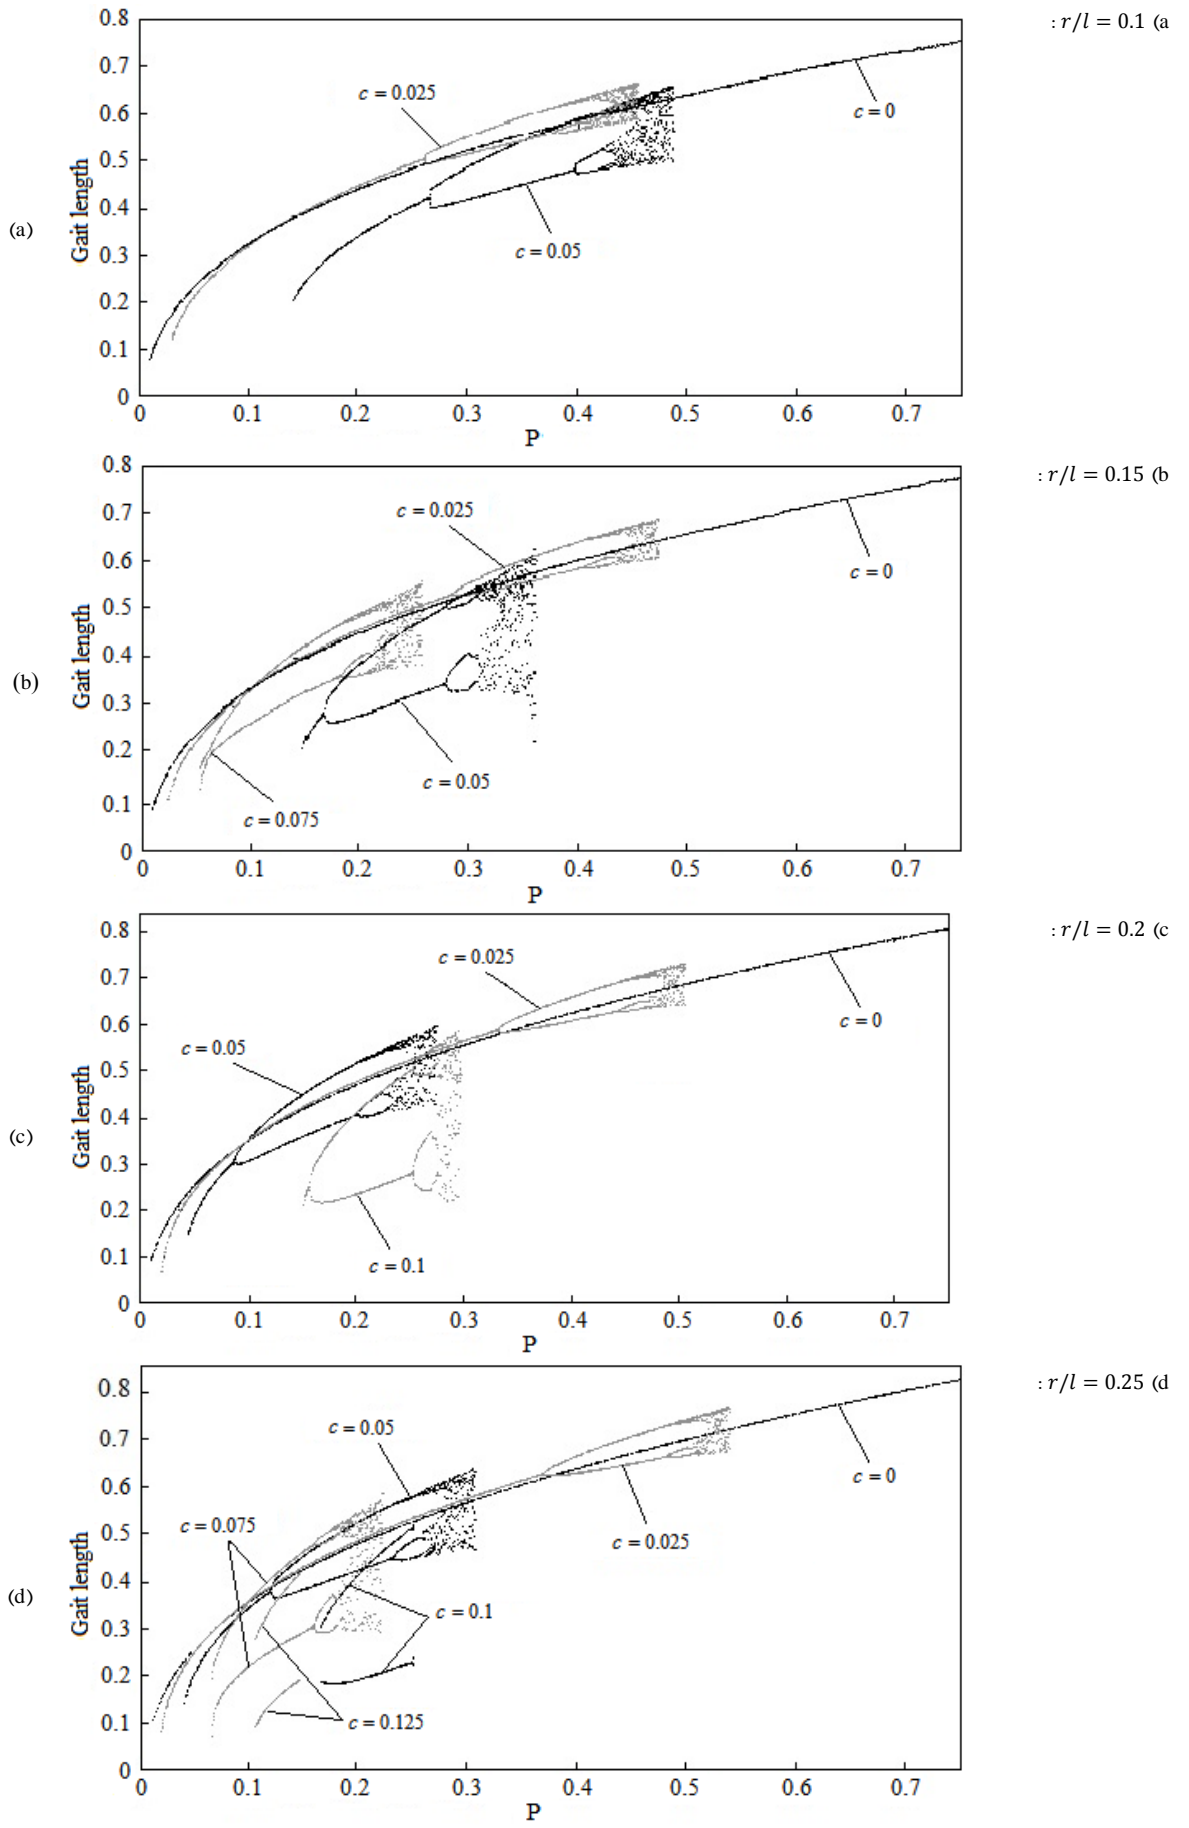 : r/l = 0.1 (a
(a)
Gait length
0.8
0.7
0.6
0.5
0.4
0.3
0.2
0.1
0
c = 0.025
c = 0
c = 0.05
0 0.1 0.2 0.3 0.4 0.5 0.6 0.7
P
: r/l = 0.15 (b
(b)
Gait length
0.8
0.7
0.6
0.5
0.4
0.3
0.2
0.1
0
c = 0.025
c = 0
c = 0.05
c = 0.075
0 0.1 0.2 0.3 0.4 0.5 0.6 0.7
P
: r/l = 0.2 (c
(c)
Gait length
0.8
0.7
0.6
0.5
0.4
0.3
0.2
0.1
0
c = 0.025
c = 0
c = 0.05
c = 0.1
0 0.1 0.2 0.3 0.4 0.5 0.6 0.7
P
: r/l = 0.25 (d
(d)
Gait length
0.8
0.7
0.6
0.5
0.4
0.3
0.2
0.1
0
c = 0.05
c = 0
c = 0.075
c = 0.025
c = 0.1
c = 0.125
0 0.1 0.2 0.3 0.4 0.5 0.6 0.7
P